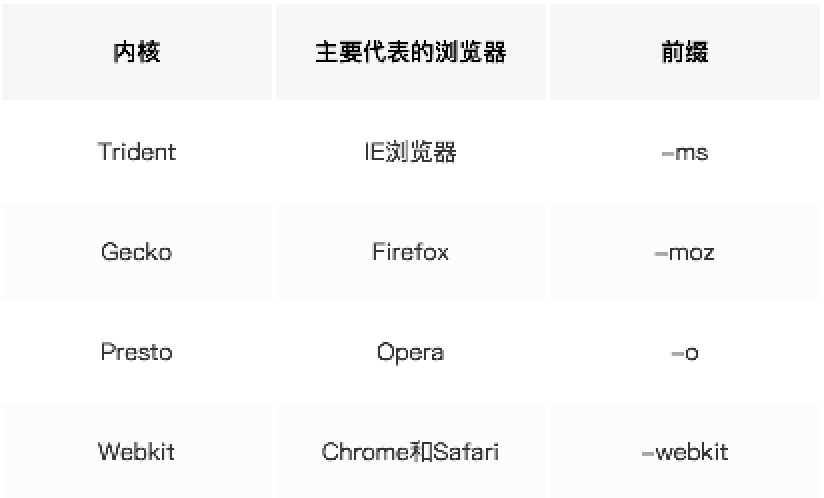 内核 主要代表的浏览器 前缀
Trident IE浏览器 –ms
Gecko Firefox –moz
Presto Opera –o
Webkit Chrome和Safari –webkit